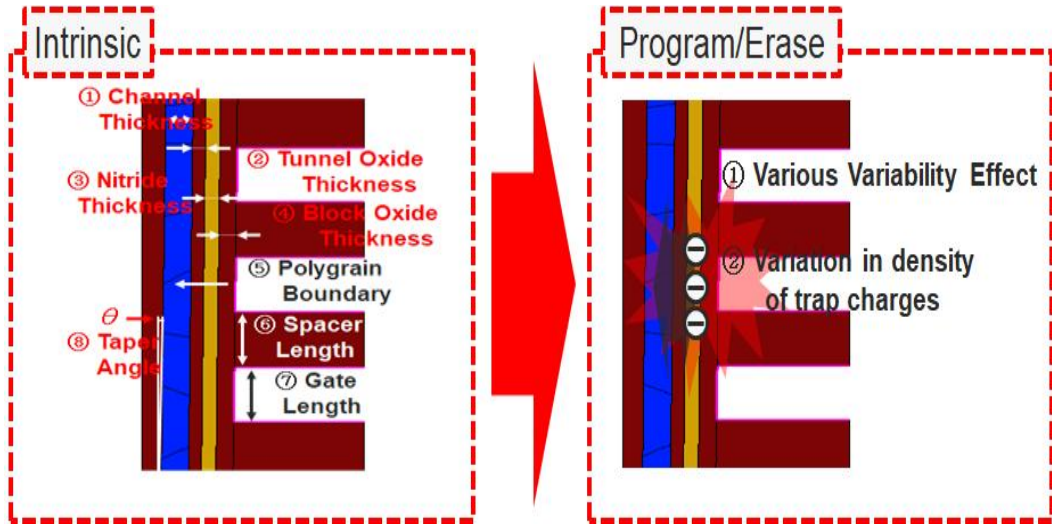 Intrinsic
① Channel
Thickness
② Tunnel Oxide
Thickness
③ Nitride
Thickness
④ Block Oxide
Thickness
⑤ Polygrain
Boundary
θ
⑥ Spacer
Length
⑧ Taper
Angle
⑦ Gate
Length
Program/Erase
① Various Variability Effect
② Variation in density
of trap charges